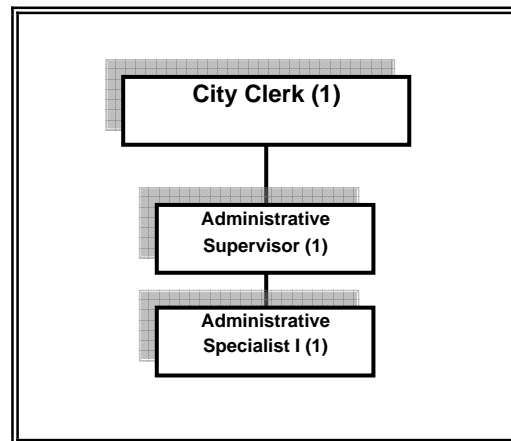 City Clerk (1)
Administrative
Supervisor (1)
Administrative
Specialist I (1)